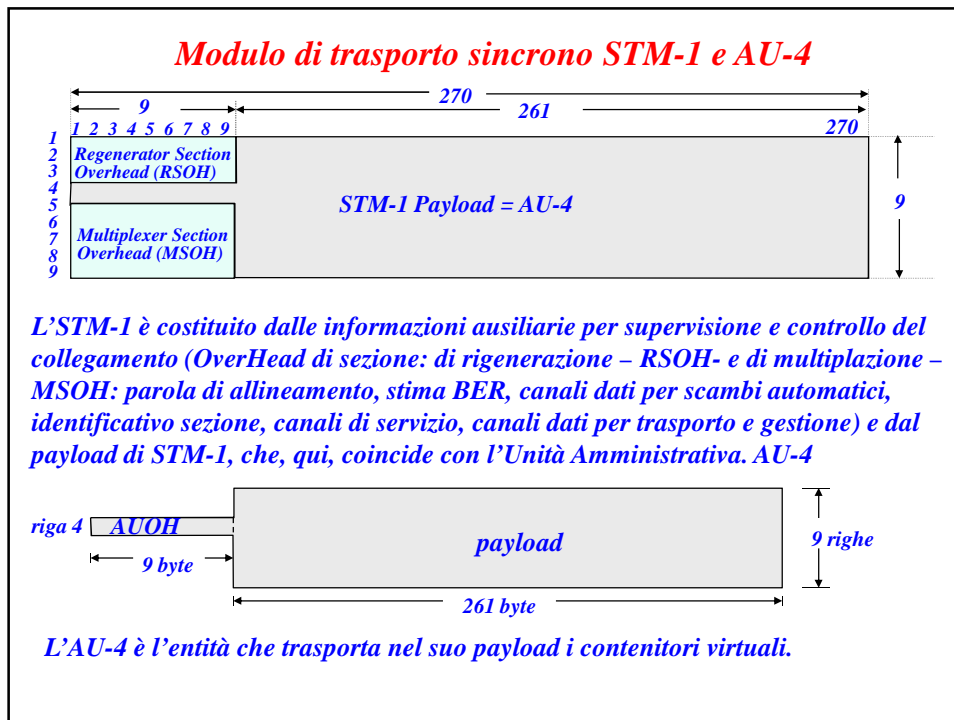 Modulo di trasporto sincrono STM-1 e AU-4
270
9
261
1 2 3 4 5 6 7 8 9
270
1
2
3
4
5
6
7
8
9
Regenerator Section
Overhead (RSOH)
STM-1 Payload = AU-4
9
Multiplexer Section
Overhead (MSOH)
L'STM-1 è costituito dalle informazioni ausiliarie per supervisione e controllo del
collegamento (OverHead di sezione: di rigenerazione – RSOH- e di multiplazione –
MSOH: parola di allineamento, stima BER, canali dati per scambi automatici,
identificativo sezione, canali di servizio, canali dati per trasporto e gestione) e dal
payload di STM-1, che, qui, coincide con l'Unità Amministrativa. AU-4
riga 4
AUOH
payload
9 righe
9 byte
261 byte
L'AU-4 è l'entità che trasporta nel suo payload i contenitori virtuali.